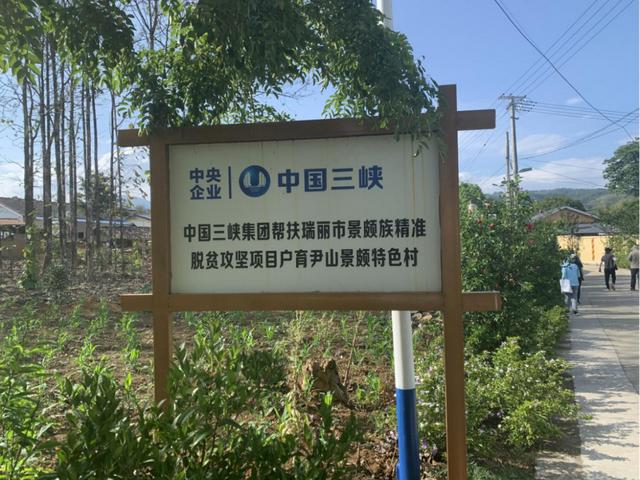 中央企业 中国三峡
中国三峡集团帮扶瑞丽市景颇族精准
脱贫攻坚项目户育尹山景颇特色村